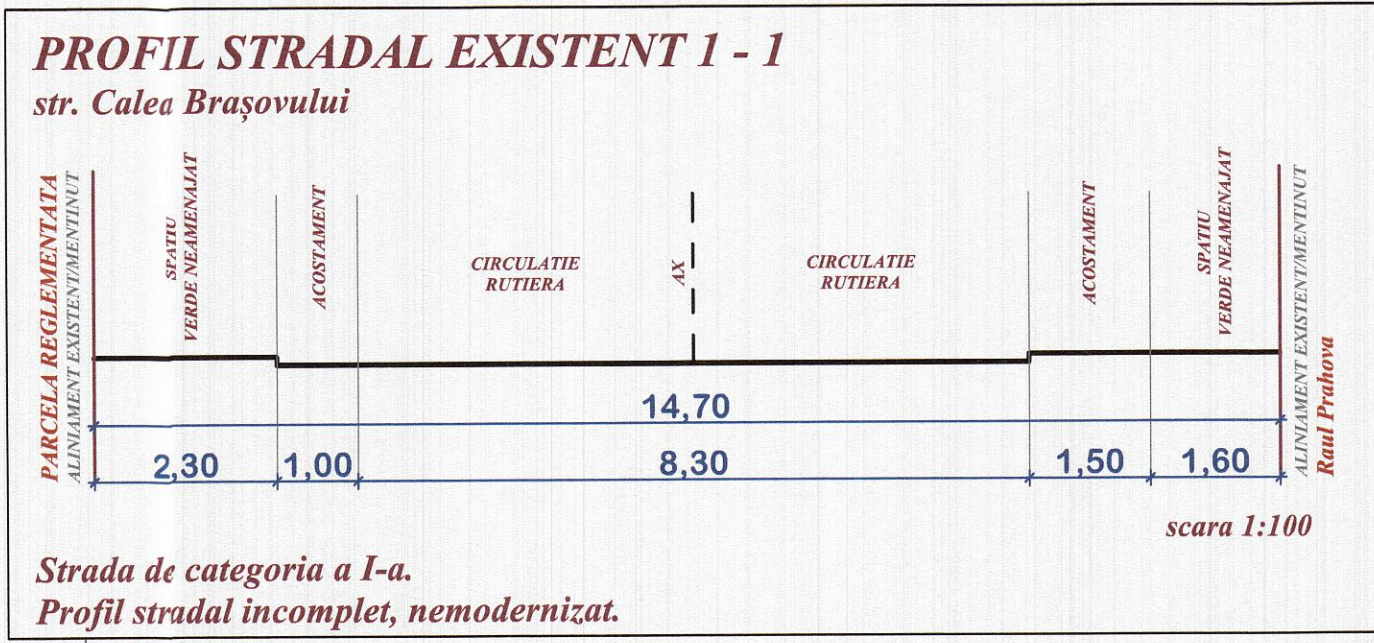 PROFIL STRADAL EXISTENT 1 - 1
str. Calea Brașovului
PARCELA REGLEMENTATA
ALINIAMENT EXISTENT/MENTINUT
SPATIU
VERDE NEAMENAJAT
ACOSTAMENT
CIRCULATIE
RUTIERA
AX
CIRCULATIE
RUTIERA
ACOSTAMENT
SPATIU
VERDE NEAMENAJAT
ALINIAMENT EXISTENT/MENTINUT
Raul Prahova
14,70
2,30 1,00 8,30 1,50 1,60
scara 1:100
Strada de categoria a I-a.
Profil stradal incomplet, nemodernizat.